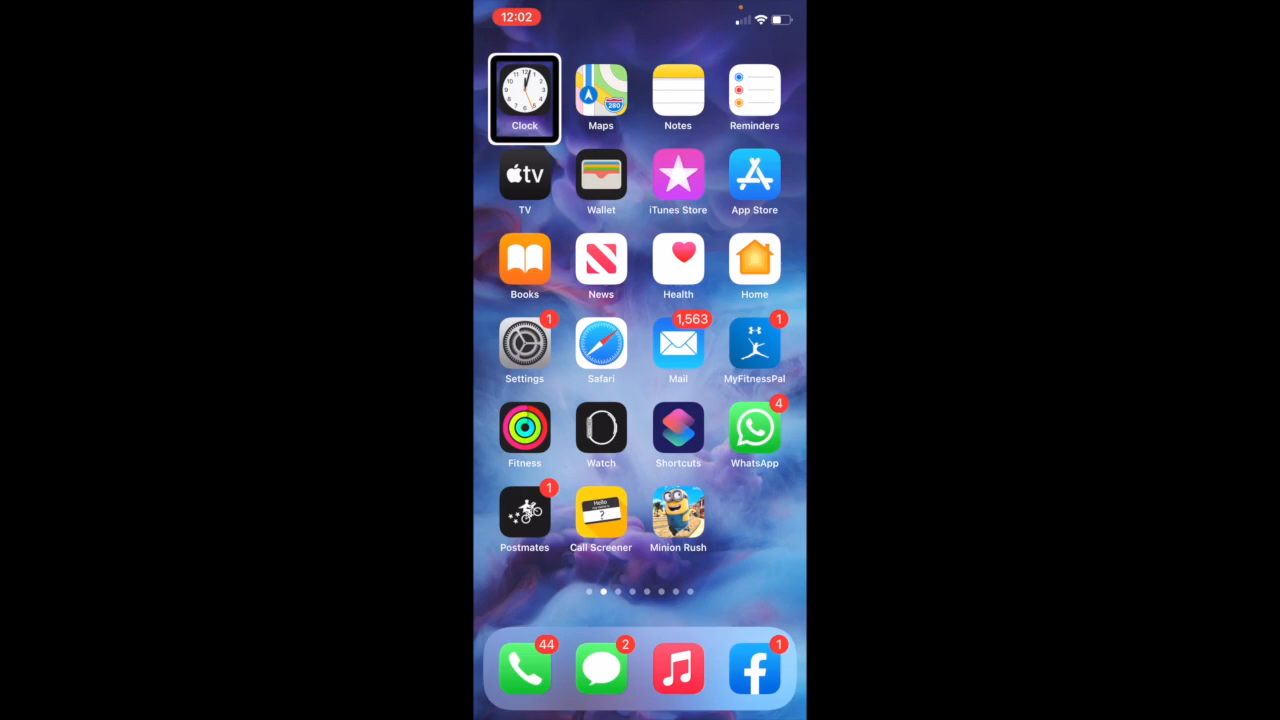 12:02
Clock Maps Notes Reminders
280
tv
TV Wallet iTunes Store App Store
Books News Health Home
1 1,563 1
Settings Safari Mail MyFitnessPal
4
Fitness Watch Shortcuts WhatsApp
1
Hello
?
Postmates Call Screener Minion Rush
44 2 1